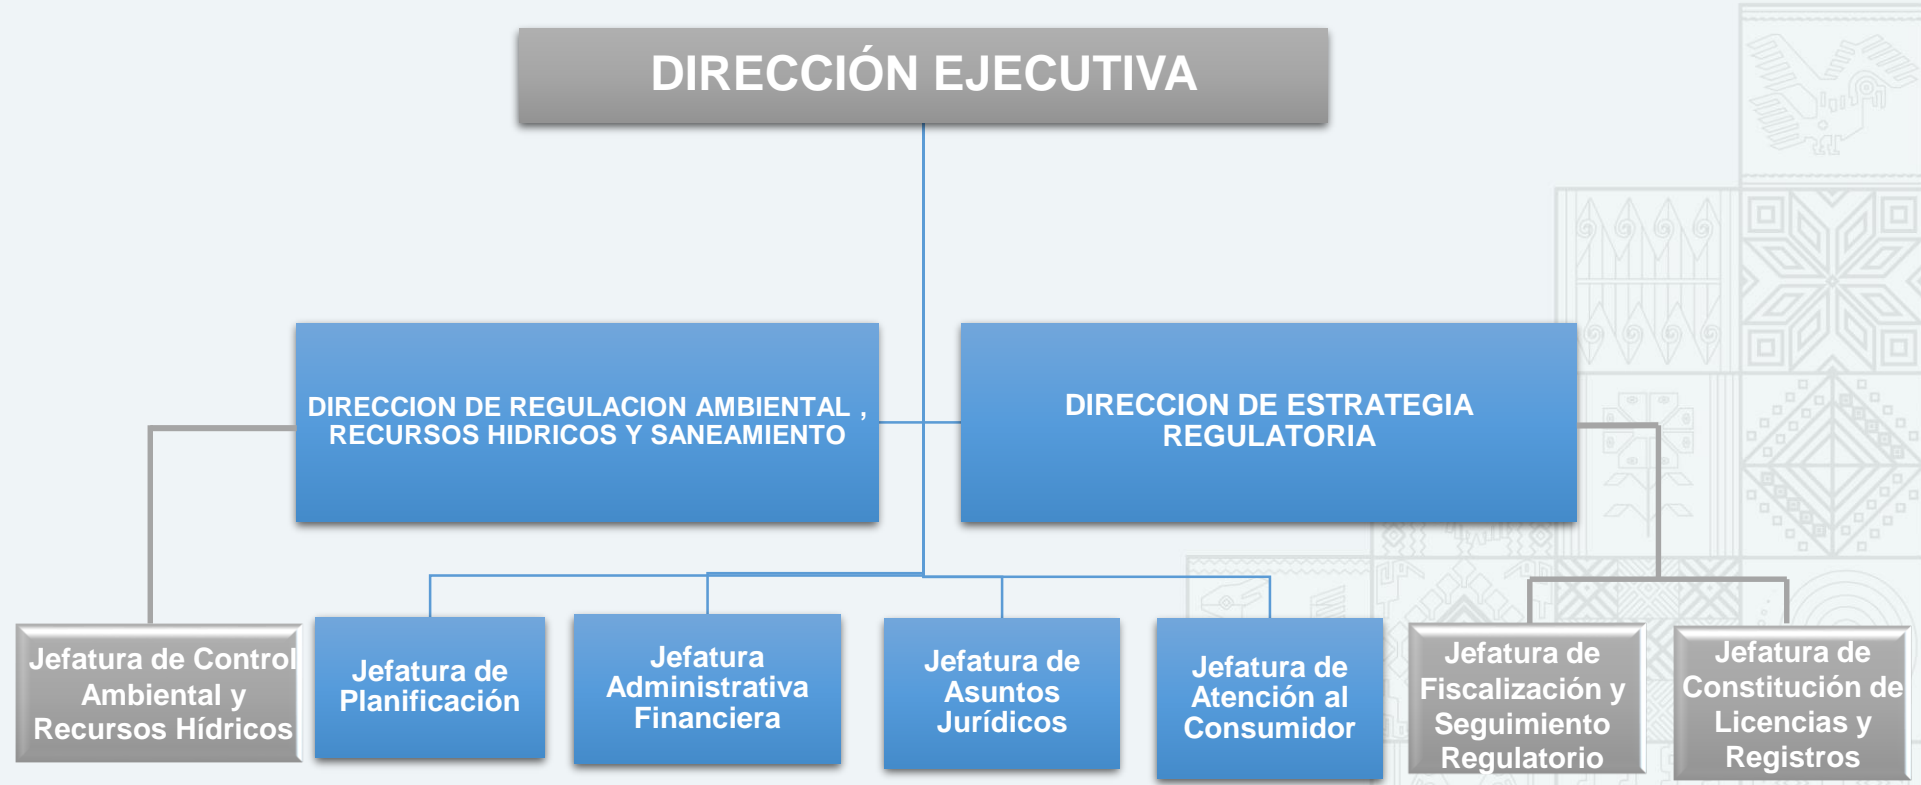 DIRECCIÓN EJECUTIVA
DIRECCION DE REGULACION AMBIENTAL ,
RECURSOS HIDRICOS Y SANEAMIENTO
DIRECCION DE ESTRATEGIA
REGULATORIA
Jefatura de Control
Ambiental y
Recursos Hídricos
Jefatura de
Planificación
Jefatura
Administrativa
Financiera
Jefatura de
Asuntos
Jurídicos
Jefatura de
Atención al
Consumidor
Jefatura de
Fiscalización y
Seguimiento
Regulatorio
Jefatura de
Constitución de
Licencias y
Registros